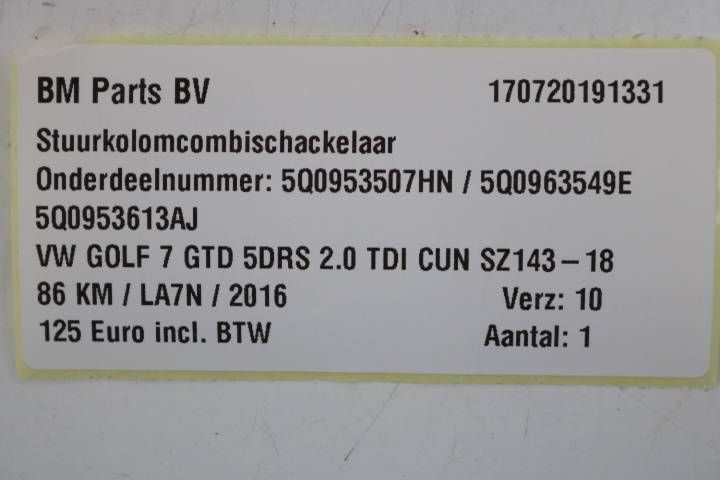 BM Parts BV 170720191331
Stuurkolomcombischackelaar
Onderdeelnummer: 5Q0953507HN / 5Q0963549E
5Q0953613AJ
VW GOLF 7 GTD 5DRS 2.0 TDI CUN SZ143-18
86 KM / LA7N / 2016 Verz: 10
125 Euro incl. BTW Aantal: 1